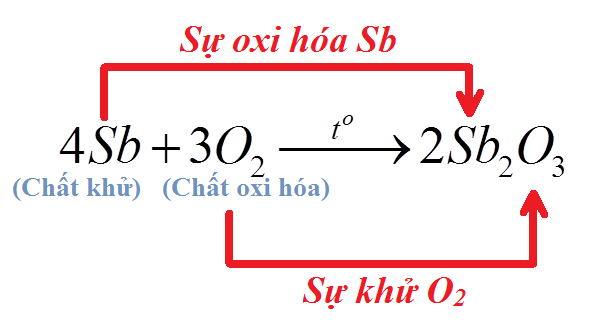 Sự oxi hóa Sb
t°
4Sb + 3O₂ ⟶ 2Sb₂O₃
(Chất khử) (Chất oxi hóa)
Sự khử O₂